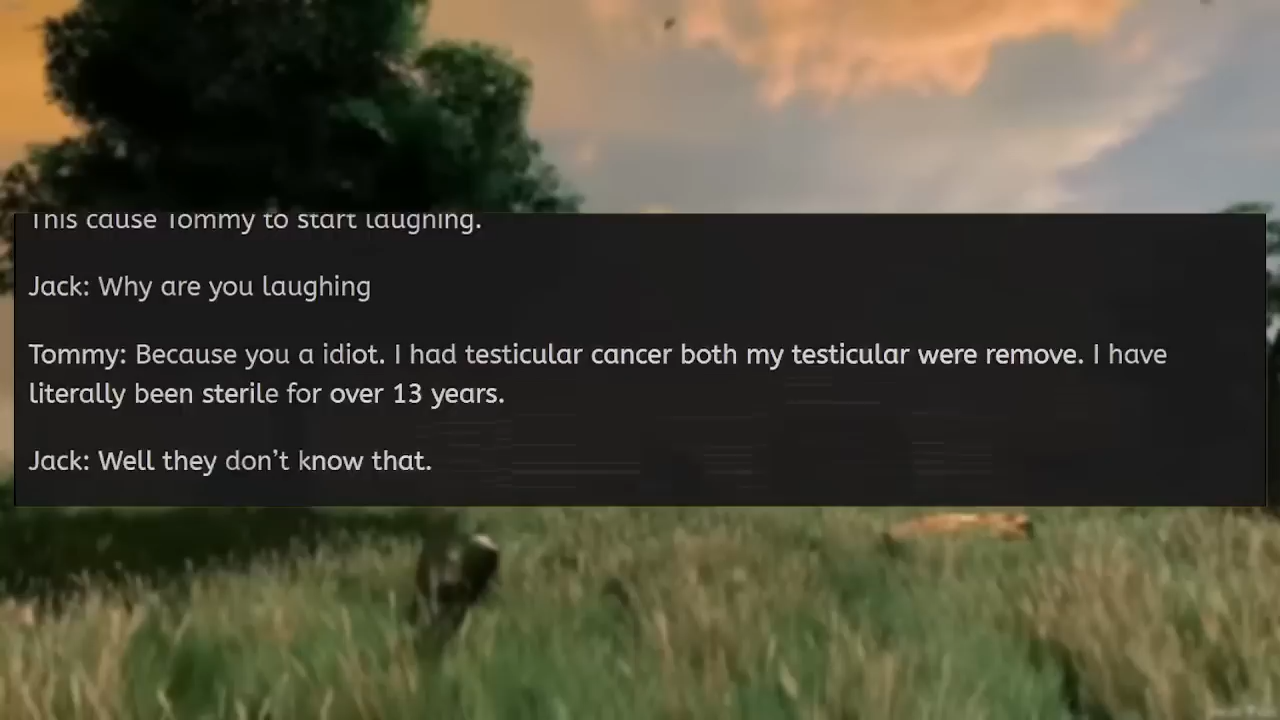 This cause Tommy to start laughing.
Jack: Why are you laughing
Tommy: Because you a idiot. I had testicular cancer both my testicular were remove. I have
literally been sterile for over 13 years.
Jack: Well they don’t know that.